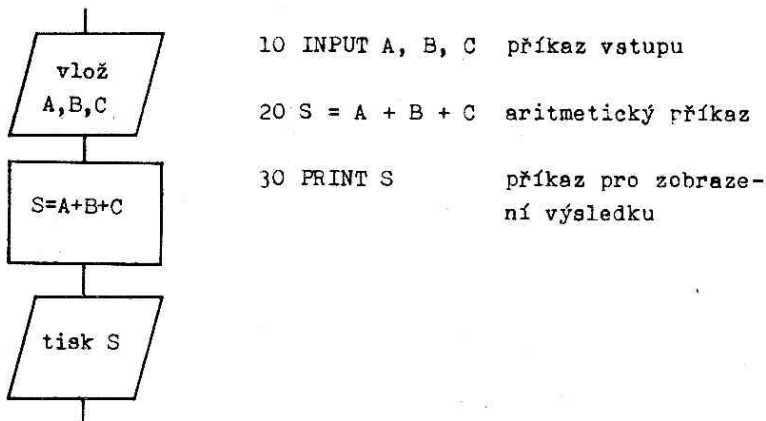 vlož
A,B,C
S=A+B+C
tisk S
10 INPUT A, B, C příkaz vstupu
20 S = A + B + C aritmetický příkaz
30 PRINT S příkaz pro zobraze-
ní výsledku